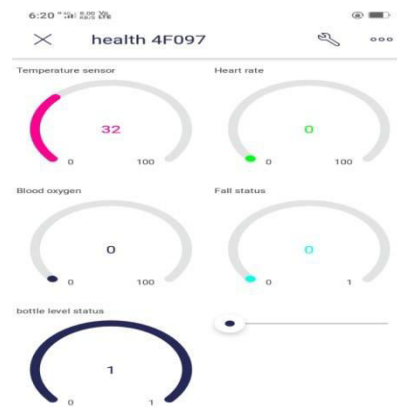 6:20
health 4F097
Temperature sensor
Heart rate
32
0
0 100
0 100
Blood oxygen
Fall status
0
0
0 100
0 1
bottle level status
1
0 1